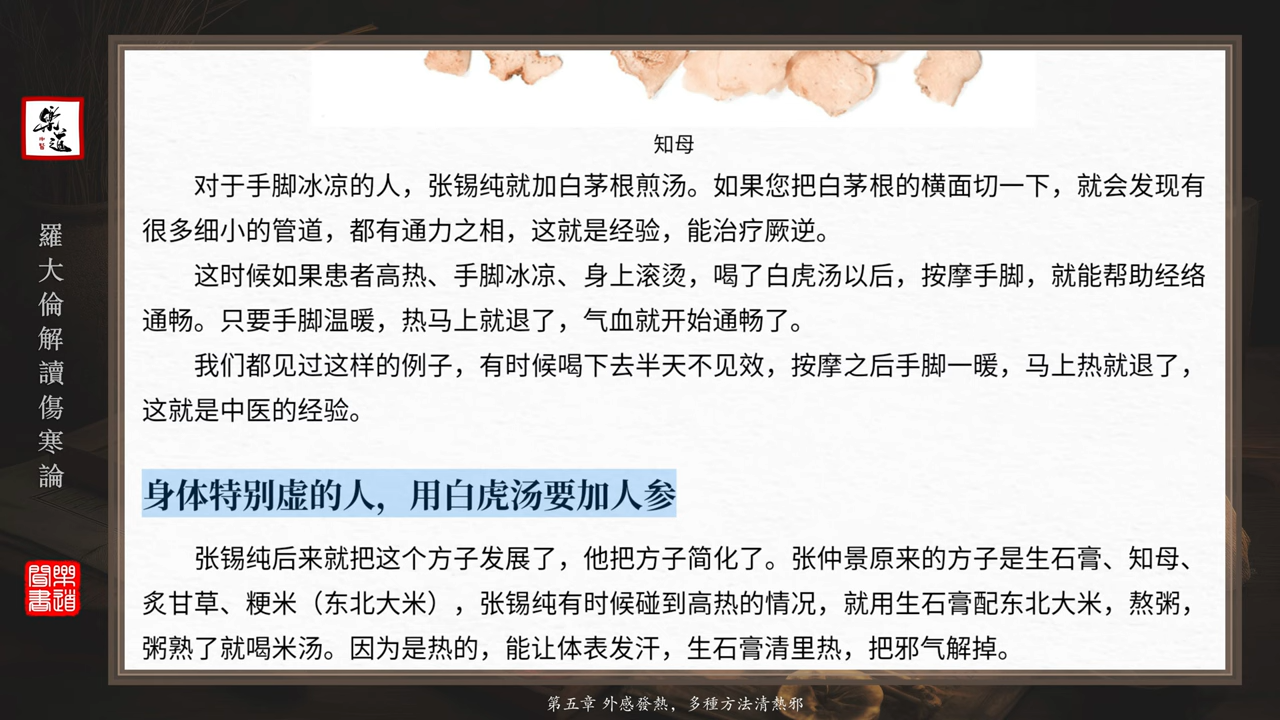 樂道
中醫
羅大倫解讀傷寒論
樂道
閱書
知母
对于手脚冰凉的人，张锡纯就加白茅根煎汤。如果您把白茅根的横面切一下，就会发现有
很多细小的管道，都有通力之相，这就是经验，能治疗厥逆。
这时候如果患者高热、手脚冰凉、身上滚烫，喝了白虎汤以后，按摩手脚，就能帮助经络
通畅。只要手脚温暖，热马上就退了，气血就开始通畅了。
我们都见过这样的例子，有时候喝下去半天不见效，按摩之后手脚一暖，马上热就退了，
这就是中医的经验。
身体特别虚的人，用白虎汤要加人参
张锡纯后来就把这个方子发展了，他把方子简化了。张仲景原来的方子是生石膏、知母、
炙甘草、粳米（东北大米），张锡纯有时候碰到高热的情况，就用生石膏配东北大米，熬粥，
粥熟了就喝米汤。因为是热的，能让体表发汗，生石膏清里热，把邪气解掉。
第五章 外感發熱，多種方法清熱邪